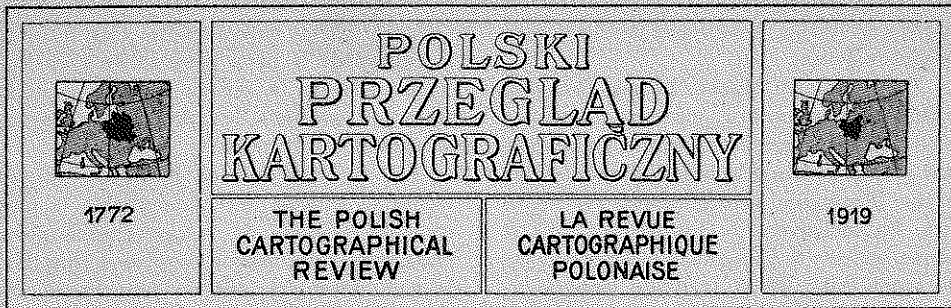 POLSKI
PRZEGLĄD
KARTOGRAFICZNY
1772
THE POLISH
CARTOGRAPHICAL
REVIEW
LA REVUE
CARTOGRAPHIQUE
POLONAISE
1919